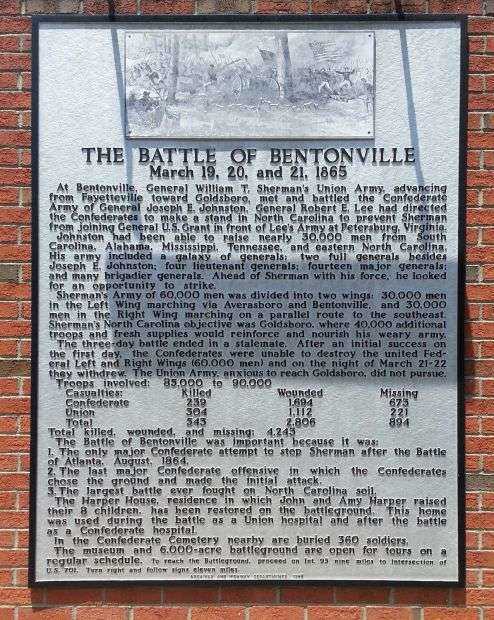 THE BATTLE OF BENTONVILLE
March 19, 20, and 21, 1865
At Bentonville, General William T. Sherman's Union Army, advancing
from Fayetteville toward Goldsboro, met and battled the Confederate
Army of General Joseph E. Johnston. General Robert E. Lee had directed
the Confederates to make a stand in North Carolina to prevent Sherman
from joining General U.S. Grant in front of Lee's Army at Petersburg, Virginia.
Johnston had been able to raise nearly 30,000 men from South
Carolina, Alabama, Mississippi, Tennessee, and eastern North Carolina.
His army included a galaxy of generals: two full generals besides
Joseph E. Johnston; four lieutenant generals; fourteen major generals;
and many brigadier generals. Ahead of Sherman with his force, he looked
for an opportunity to strike.
Sherman's Army of 60,000 men was divided into two wings: 30,000 men
in the Left Wing marching via Averasboro and Bentonville, and 30,000
men in the Right Wing marching on a parallel route to the southeast.
Sherman's North Carolina objective was Goldsboro, where 40,000 additional
troops and fresh supplies would reinforce and nourish his weary army.
The three-day battle ended in a stalemate. After an initial success on
the first day, the Confederates were unable to destroy the united Fed-
eral Left and Right Wings (60,000 men) and on the night of March 21-22
they withdrew. The Union Army, anxious to reach Goldsboro, did not pursue.
Troops involved: 85,000 to 90,000
Casualties: Killed Wounded Missing
Confederate 239 1,694 673
Union 304 1,112 221
Total 543 2,806 894
Total killed, wounded, and missing: 4,243
The Battle of Bentonville was important because it was:
1. The only major Confederate attempt to stop Sherman after the Battle
of Atlanta, August, 1864.
2. The last major Confederate offensive in which the Confederates
chose the ground and made the initial attack.
3. The largest battle ever fought on North Carolina soil.
The Harper House, residence in which John and Amy Harper raised
their 8 children, has been restored on the battleground. This home
was used during the battle as a Union hospital and after the battle
as a Confederate hospital.
In the Confederate Cemetery nearby are buried 360 soldiers.
The museum and 6,000-acre battleground are open for tours on a
regular schedule. To reach the Battleground, proceed on Int. 95 nine miles to intersection of
U.S. 701. Turn right and follow signs eleven miles.
ARCHIVES AND HIGHWAY DEPARTMENTS